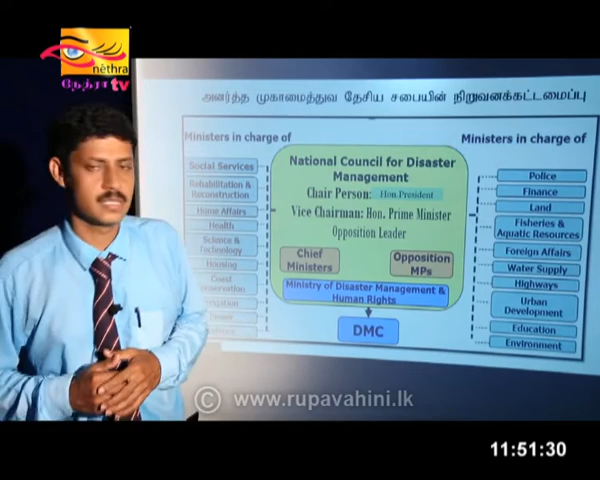 nēthra
நேத்ரா tv
அனர்த்த முகாமைத்துவ தேசிய சபையின் நிறுவனக்கட்டமைப்பு
Ministers in charge of
Social Services
Rehabilitation &
Reconstruction
Home Affairs
Health
Science &
Technology
Housing
Coast
National Council for Disaster
Management
Chair Person: Hon.President
Vice Chairman: Hon. Prime Minister
Opposition Leader
Chief
Ministers
Opposition
MPs
Ministry of Disaster Management &
Human Rights
DMC
Ministers in charge of
Police
Finance
Land
Fisheries &
Aquatic Resources
Foreign Affairs
Water Supply
Highways
Urban
Development
Education
Environment
© www.rupavahini.lk
11:51:30